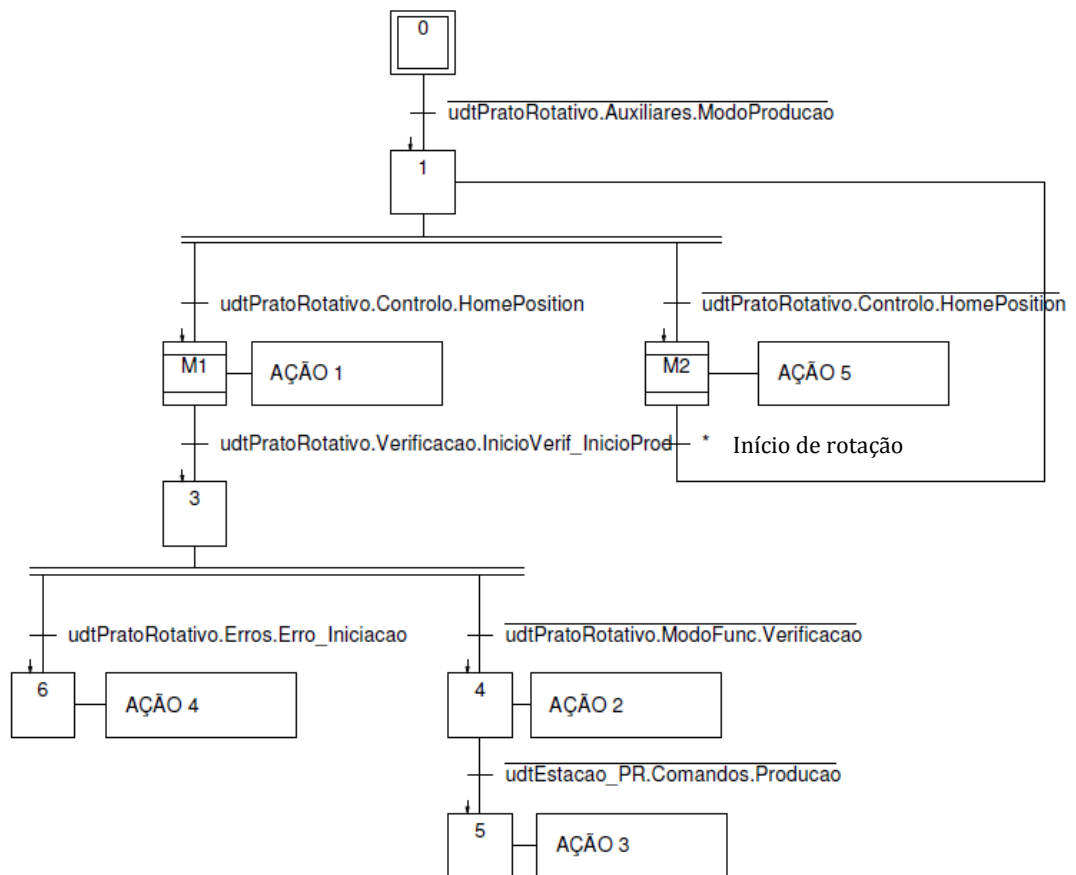 0
udtPratoRotativo.Auxiliares.ModoProducao
1
udtPratoRotativo.Controlo.HomePosition
udtPratoRotativo.Controlo.HomePosition
M1
AÇÃO 1
M2
AÇÃO 5
udtPratoRotativo.Verificacao.InicioVerif_InicioProd
* Início de rotação
3
udtPratoRotativo.Erros.Erro_Iniciacao
udtPratoRotativo.ModoFunc.Verificacao
6
AÇÃO 4
4
AÇÃO 2
udtEstacao_PR.Comandos.Producao
5
AÇÃO 3